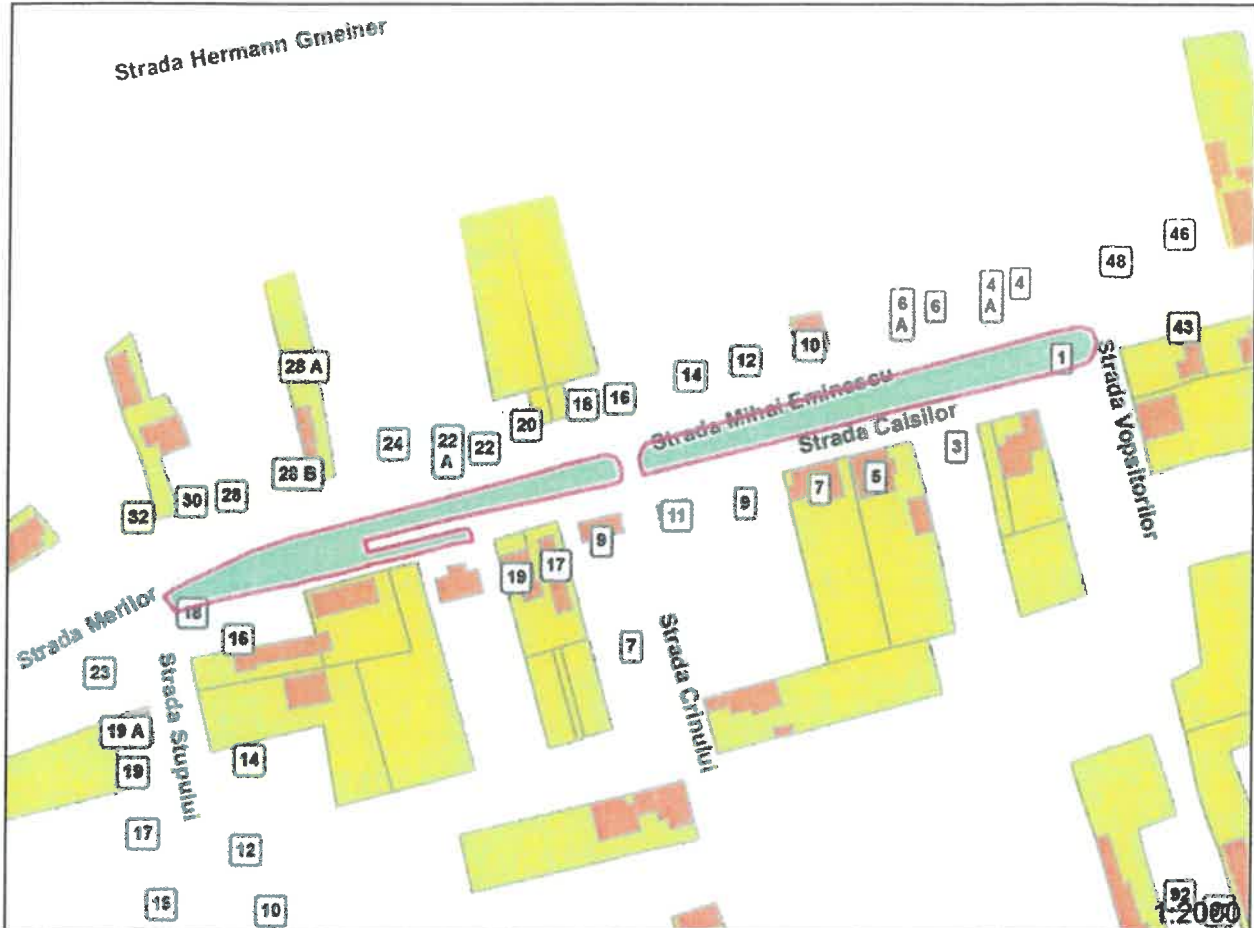 Strada Hermann Gmeiner
46
48
4 A
4
6 A
6
43
10
1
12
14
28 A
Strada Mihai Eminescu
Strada Vopsitorilor
16
18
20
Strada Caisilor
3
24
22 A
22
28 B
5
7
9
28
30
32
11
9
17
19
18
Strada Merilor
16
7
23
Strada Stupului
Strada Crinului
19 A
14
19
17
12
10
92
1:2000